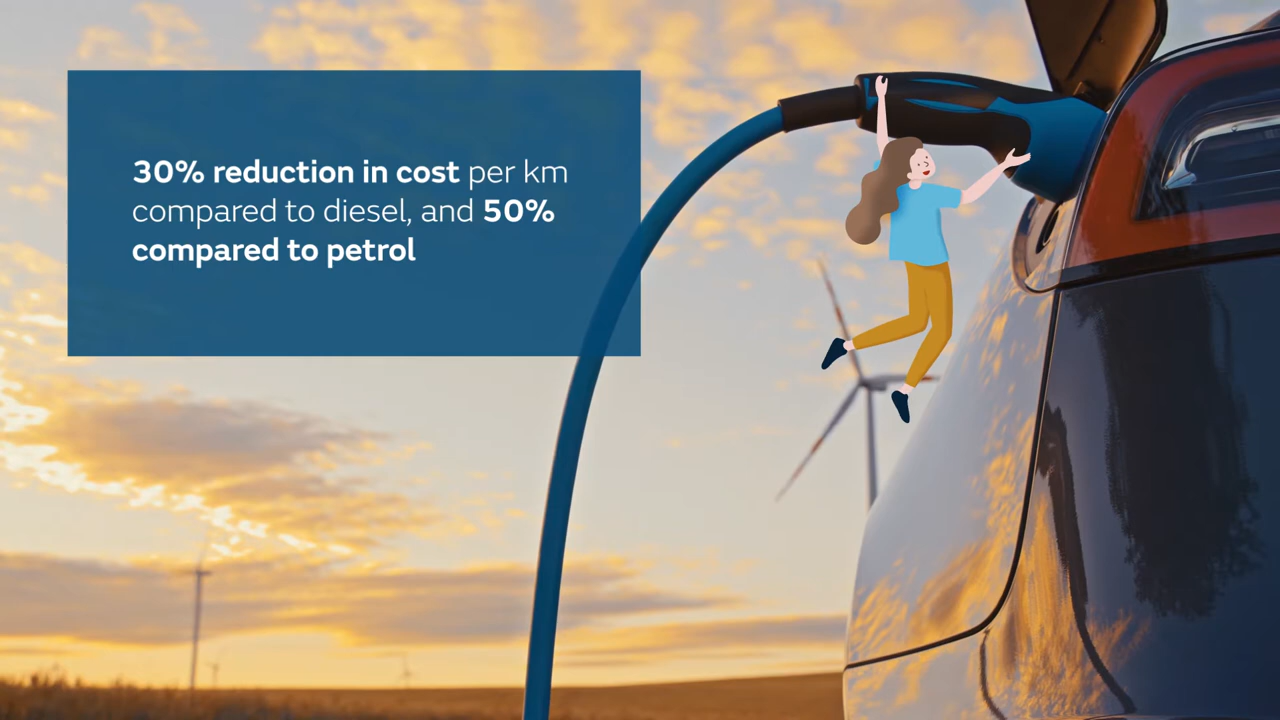 30% reduction in cost per km
compared to diesel, and 50%
compared to petrol